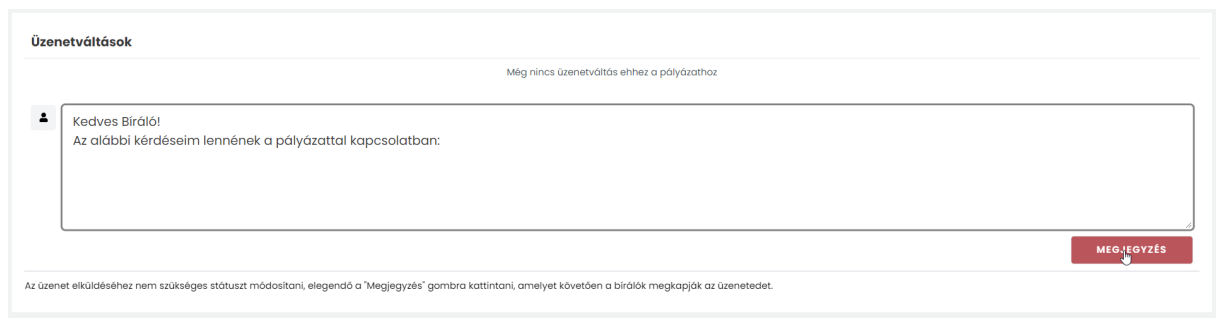 Üzenetváltások
Még nincs üzenetváltás ehhez a pályázathoz
Kedves Bíráló!
Az alábbi kérdéseim lennének a pályázattal kapcsolatban:
MEGJEGYZÉS
Az üzenet elküldéséhez nem szükséges státuszt módosítani, elegendő a "Megjegyzés" gombra kattintani, amelyet követően a bírálók megkapják az üzenetedet.